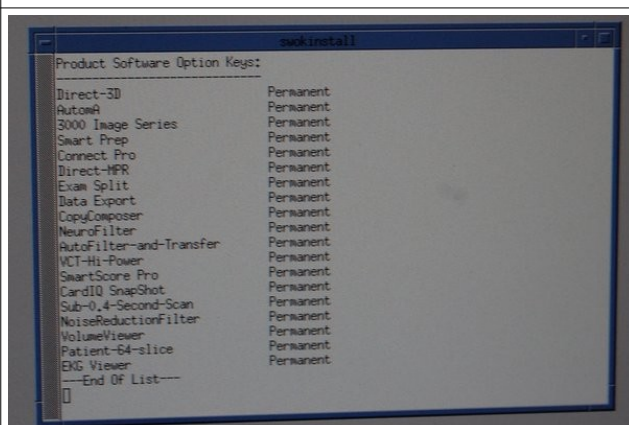 swokinstall
Product Software Option Keys:
------------------------------
Direct-3D Permanent
AutomA Permanent
3000 Image Series Permanent
Smart Prep Permanent
Connect Pro Permanent
Direct-MPR Permanent
Exam Split Permanent
Data Export Permanent
CopyComposer Permanent
NeuroFilter Permanent
AutoFilter-and-Transfer Permanent
VCT-Hi-Power Permanent
SmartScore Pro Permanent
CardIQ SnapShot Permanent
Sub-0.4-Second-Scan Permanent
NoiseReductionFilter Permanent
VolumeViewer Permanent
Patient-64-slice Permanent
EKG Viewer Permanent
---End Of List---